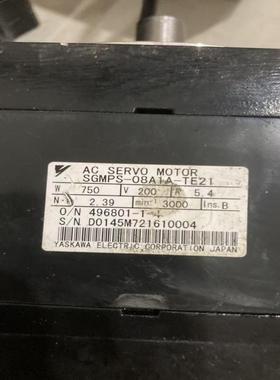 AC SERVO MOTOR
SGMPS-08A1A-TE21
W 750 V 200 A 5.4
N· 2.39 min⁻¹ 3000 Ins. B
O/N 496801-1-
S/N D0145M721610004
YASKAWA ELECTRIC CORPORATION JAPAN